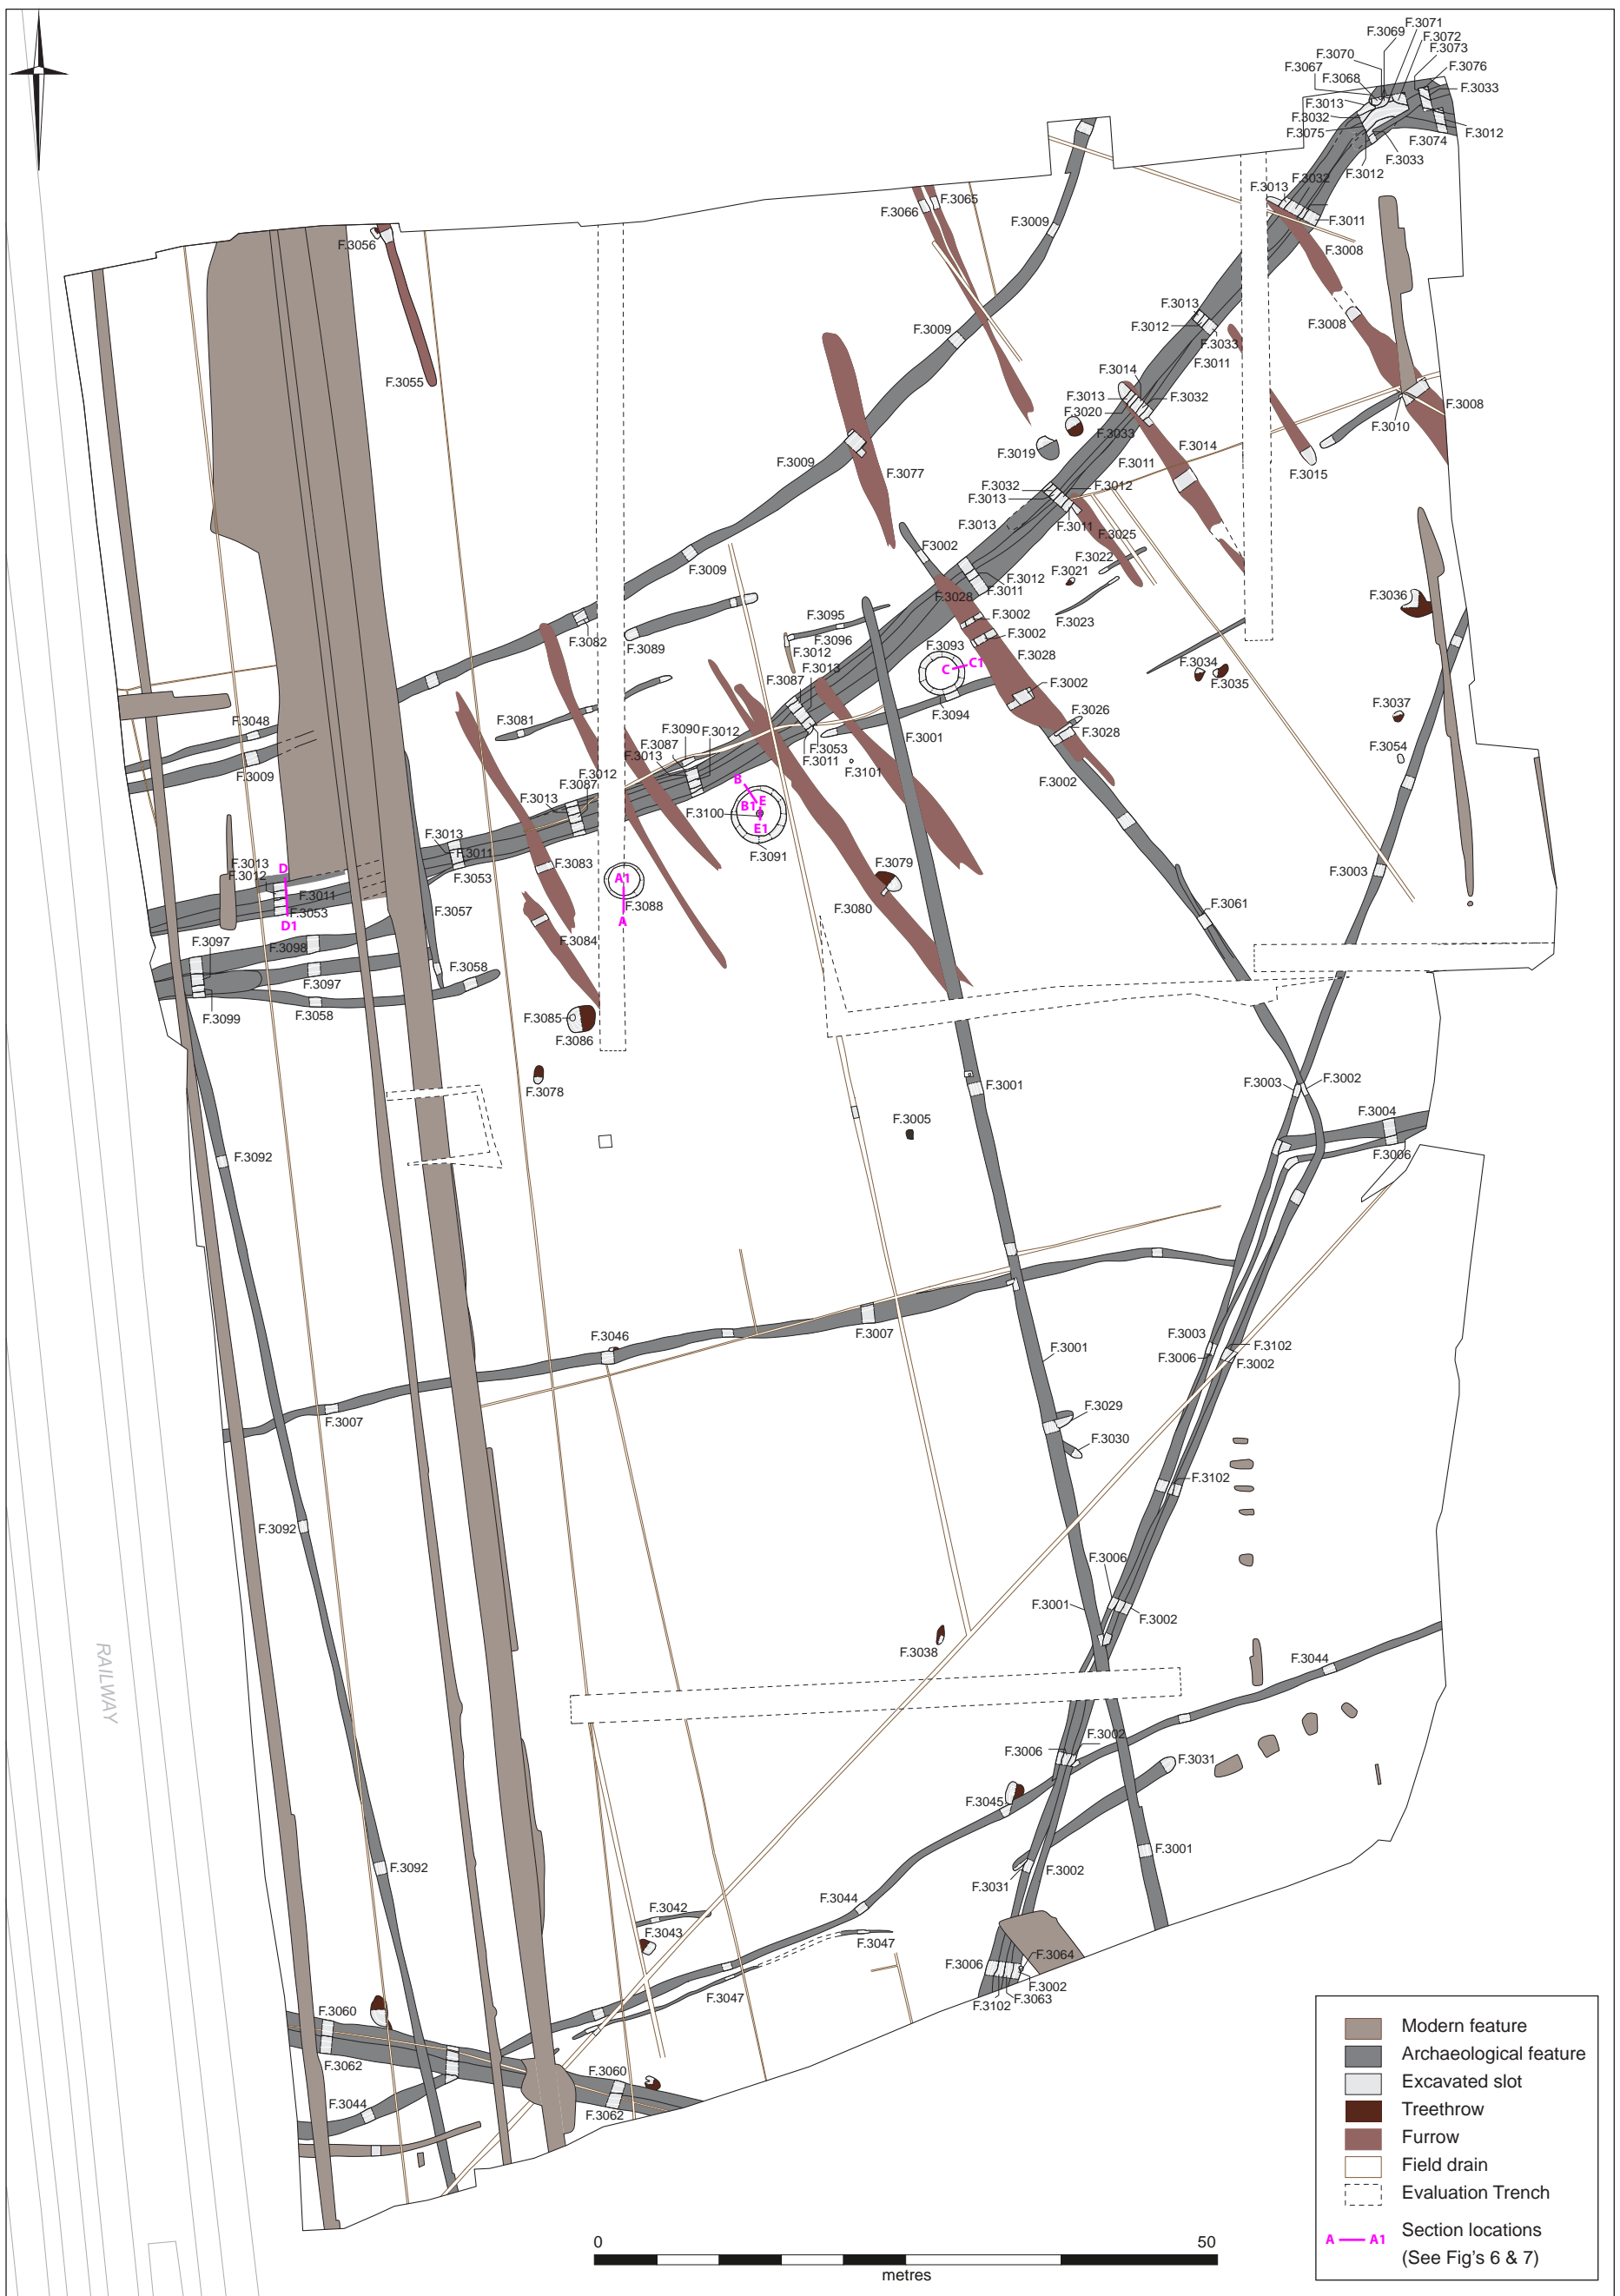 F.3071
F.3069
F.3072
F.3070
F.3073
F.3067
F.3076
F.3068
F.3033
F.3013
F.3032
F.3075
F.3074
F.3012
F.3033
F.3012
F.3065
F.3066
F.3009
F.3013
F.3032
F.3011
F.3008
F.3056
F.3013
F.3008
F.3012
F.3033
F.3009
F.3011
F.3055
F.3014
F.3013
F.3032
F.3020
F.3008
F.3010
F.3033
F.3014
F.3019
F.3009
F.3011
F.3015
F.3077
F.3032
F.3012
F.3013
F.3013
F.3011
F.3025
F.3002
F.3022
F.3009
F.3021
F.3012
F.3011
F.3028
F.3036
F.3095
F.3002
F.3023
F.3082
F.3089
F.3096
F.3002
F.3012
F.3093
F.3028
C
C1
F.3013
F.3034
F.3035
F.3087
F.3002
F.3037
F.3048
F.3081
F.3094
F.3026
F.3090
F.3012
F.3001
F.3028
F.3087
F.3053
F.3054
F.3009
F.3013
F.3011
F.3101
F.3012
B
F.3002
F.3087
E
F.3013
B1
F.3100
E1
F.3013
F.3011
F.3091
F.3013
D
F.3053
F.3083
F.3079
F.3003
F.3012
A1
F.3011
F.3088
F.3080
F.3053
F.3057
F.3061
D1
A
F.3097
F.3098
F.3084
F.3058
F.3097
F.3058
F.3099
F.3085
F.3086
F.3078
F.3001
F.3003
F.3002
F.3005
F.3004
F.3092
F.3006
F.3046
F.3007
F.3003
F.3102
F.3001
F.3006
F.3002
F.3007
F.3029
F.3030
F.3102
F.3092
F.3006
F.3001
F.3002
F.3038
F.3044
RAILWAY
F.3006
F.3002
F.3031
F.3045
F.3001
F.3002
F.3092
F.3031
F.3044
F.3042
F.3043
F.3047
F.3064
F.3006
F.3002
F.3047
F.3063
F.3102
F.3060
F.3062
F.3060
F.3044
F.3062
Modern feature
Archaeological feature
Excavated slot
Treethrow
Furrow
Field drain
Evaluation Trench
A A1 Section locations
(See Fig's 6 & 7)
0 50
metres